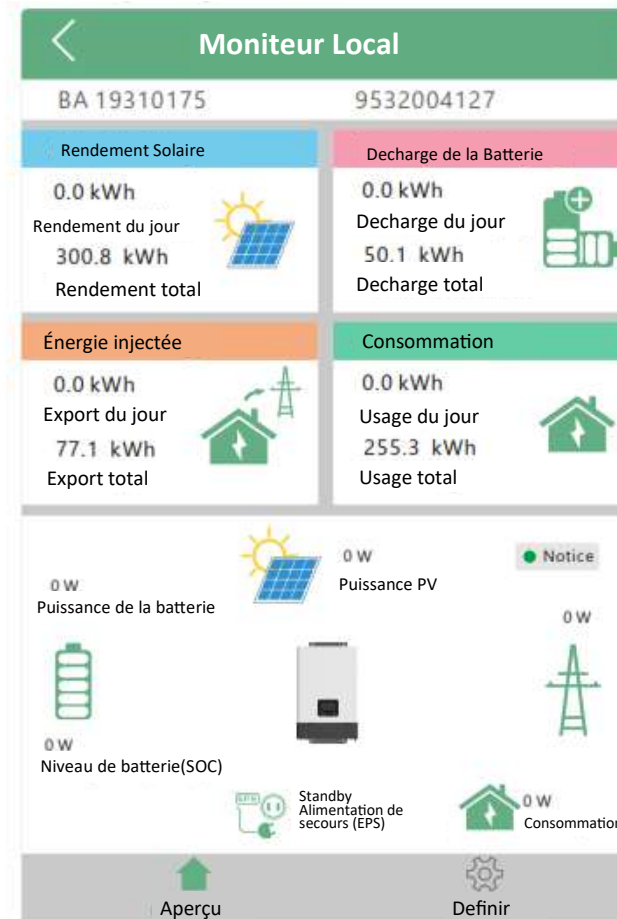 Moniteur Local
BA 19310175 9532004127
Rendement Solaire
0.0 kWh
Rendement du jour
300.8 kWh
Rendement total
Decharge de la Batterie
0.0 kWh
Decharge du jour
50.1 kWh
Decharge total
Énergie injectée
0.0 kWh
Export du jour
77.1 kWh
Export total
Consommation
0.0 kWh
Usage du jour
255.3 kWh
Usage total
0 W
Puissance PV
Notice
0 W
Puissance de la batterie
0 W
0 W
Niveau de batterie(SOC)
EPS
Standby
Alimentation de
secours (EPS)
0 W
Consommation
Aperçu
Definir